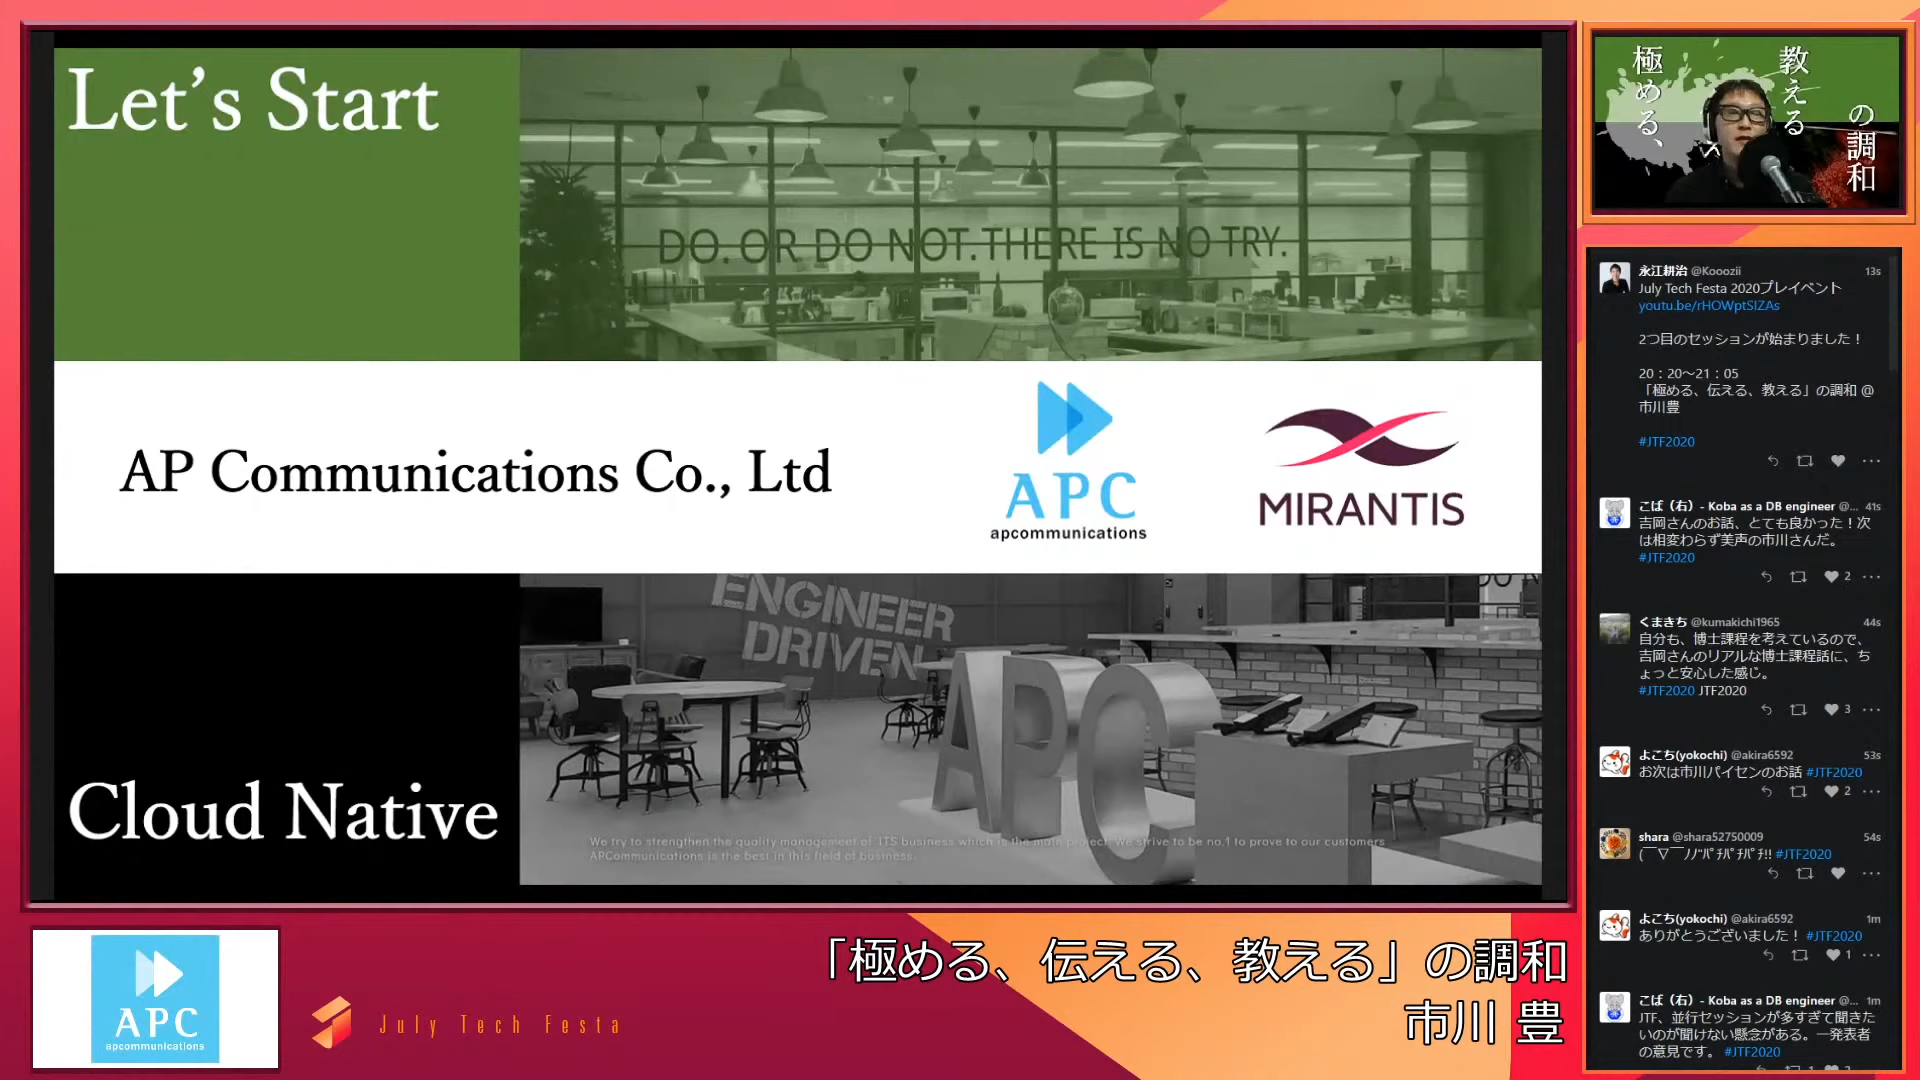 Let's Start
DO. OR DO NOT. THERE IS NO TRY.
AP Communications Co., Ltd
APC
apcommunications
MIRANTIS
ENGINEER
DRIVEN
APC
Cloud Native
We try to strengthen the quality management of ITS business which is the main project. We strive to be no.1 to prove to our customers
APCommunications is the best in this field of business.
極める、
教える
の調和
永江耕治 @Kooozii 13s
July Tech Festa 2020プレイベント
youtu.be/rHOWptSIZAs
2つ目のセッションが始まりました！
20：20〜21：05
「極める、伝える、教える」の調和 @
市川豊
#JTF2020
こば（右）- Koba as a DB engineer @... 41s
吉岡さんのお話、とても良かった！次
は相変わらず美声の市川さんだ。
#JTF2020
2
くまきち @kumakichi1965 44s
自分も、博士課程を考えているので、
吉岡さんのリアルな博士課程話に、ち
ょっと安心した感じ。
#JTF2020 JTF2020
3
よこち(yokochi) @akira6592 53s
お次は市川パイセンのお話 #JTF2020
2
shara @shara52750009 54s
(￣∇￣ﾉﾉ"ﾊﾟﾁﾊﾟﾁﾊﾟﾁ!! #JTF2020
よこち(yokochi) @akira6592 1m
ありがとうございました！ #JTF2020
1
こば（右）- Koba as a DB engineer @... 1m
JTF、並行セッションが多すぎて聞きた
いのが聞けない懸念がある。一発表者
の意見です。 #JTF2020
APC
apcommunications
July Tech Festa
「極める、伝える、教える」の調和
市川 豊